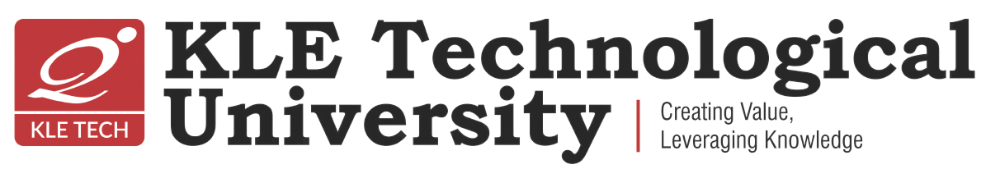 KLE TECH
KLE Technological
University
Creating Value,
Leveraging Knowledge